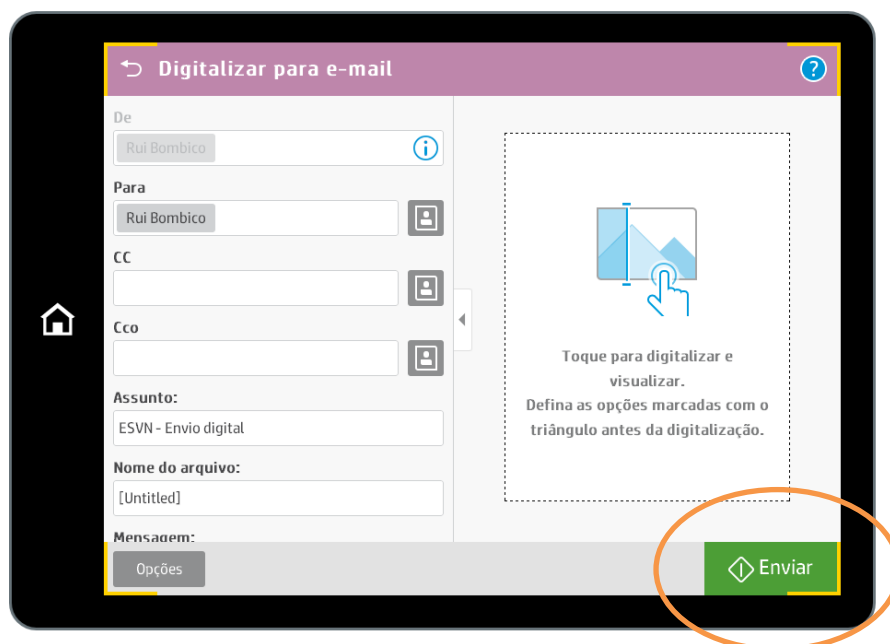 Digitalizar para e-mail
?
De
Rui Bombico
i
Para
Rui Bombico
CC
Cco
Assunto:
ESVN - Envio digital
Nome do arquivo:
[Untitled]
Mensagem:
Toque para digitalizar e
visualizar.
Defina as opções marcadas com o
triângulo antes da digitalização.
Opções
Enviar